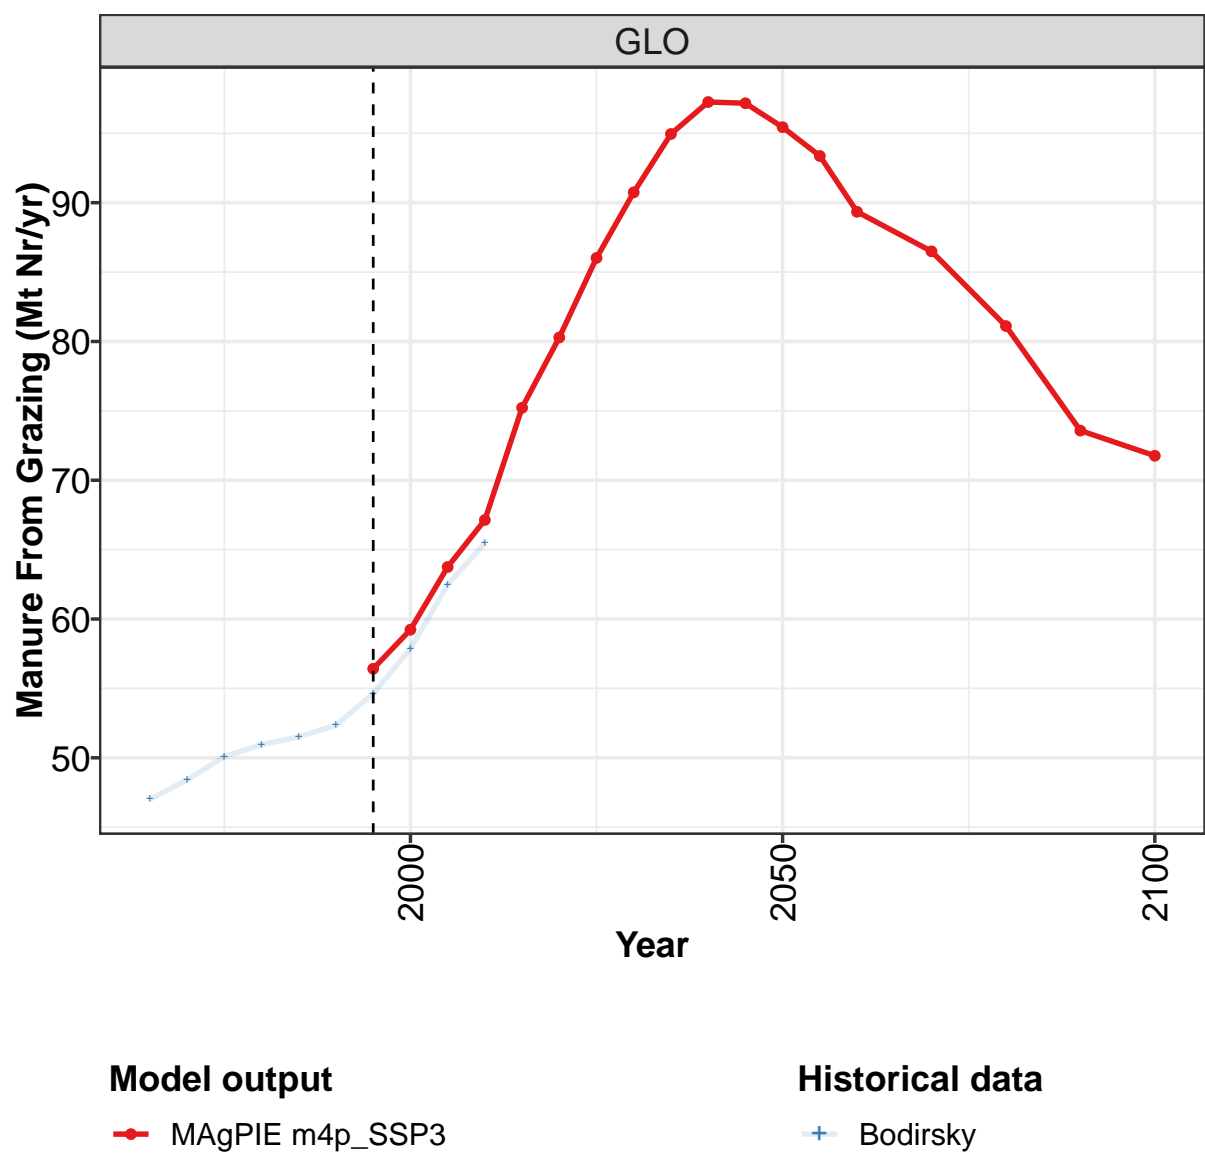 GLO
Manure From Grazing (Mt Nr/yr)
90
80
70
60
50
2000
2050
2100
Year
Model output
MAgPIE m4p_SSP3
Historical data
Bodirsky